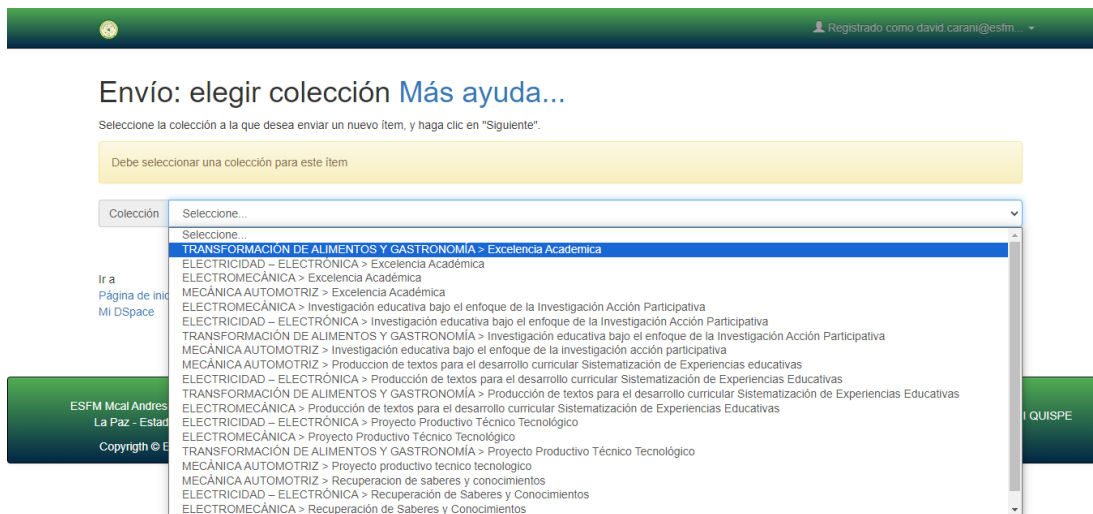 Registrado como david.carani@esfm...
Envío: elegir colección Más ayuda...
Seleccione la colección a la que desea enviar un nuevo ítem, y haga clic en "Siguiente".
Debe seleccionar una colección para este ítem
Colección Seleccione...
Seleccione...
TRANSFORMACIÓN DE ALIMENTOS Y GASTRONOMÍA > Excelencia Academica
ELECTRICIDAD – ELECTRÓNICA > Excelencia Académica
ELECTROMECÁNICA > Excelencia Académica
MECÁNICA AUTOMOTRIZ > Excelencia Académica
ELECTROMECÁNICA > Investigación educativa bajo el enfoque de la Investigación Acción Participativa
ELECTRICIDAD – ELECTRÓNICA > Investigación educativa bajo el enfoque de la Investigación Acción Participativa
TRANSFORMACIÓN DE ALIMENTOS Y GASTRONOMÍA > Investigación educativa bajo el enfoque de la Investigación Acción Participativa
MECÁNICA AUTOMOTRIZ > Investigación educativa bajo el enfoque de la investigación acción participativa
MECÁNICA AUTOMOTRIZ > Produccion de textos para el desarrollo curricular Sistematización de Experiencias educativas
ELECTRICIDAD – ELECTRÓNICA > Producción de textos para el desarrollo curricular Sistematización de Experiencias Educativas
TRANSFORMACIÓN DE ALIMENTOS Y GASTRONOMÍA > Producción de textos para el desarrollo curricular Sistematización de Experiencias Educativas
ELECTROMECÁNICA > Producción de textos para el desarrollo curricular Sistematización de Experiencias Educativas
ELECTRICIDAD – ELECTRÓNICA > Proyecto Productivo Técnico Tecnológico
ELECTROMECÁNICA > Proyecto Productivo Técnico Tecnológico
TRANSFORMACIÓN DE ALIMENTOS Y GASTRONOMÍA > Proyecto Productivo Técnico Tecnológico
MECÁNICA AUTOMOTRIZ > Proyecto productivo tecnico tecnologico
MECÁNICA AUTOMOTRIZ > Recuperacion de saberes y conocimientos
ELECTRICIDAD – ELECTRÓNICA > Recuperación de Saberes y Conocimientos
ELECTROMECÁNICA > Recuperación de Saberes y Conocimientos
Ir a
Página de inic
Mi DSpace
ESFM Mcal Andres
La Paz - Estad
Copyrigth © E
I QUISPE